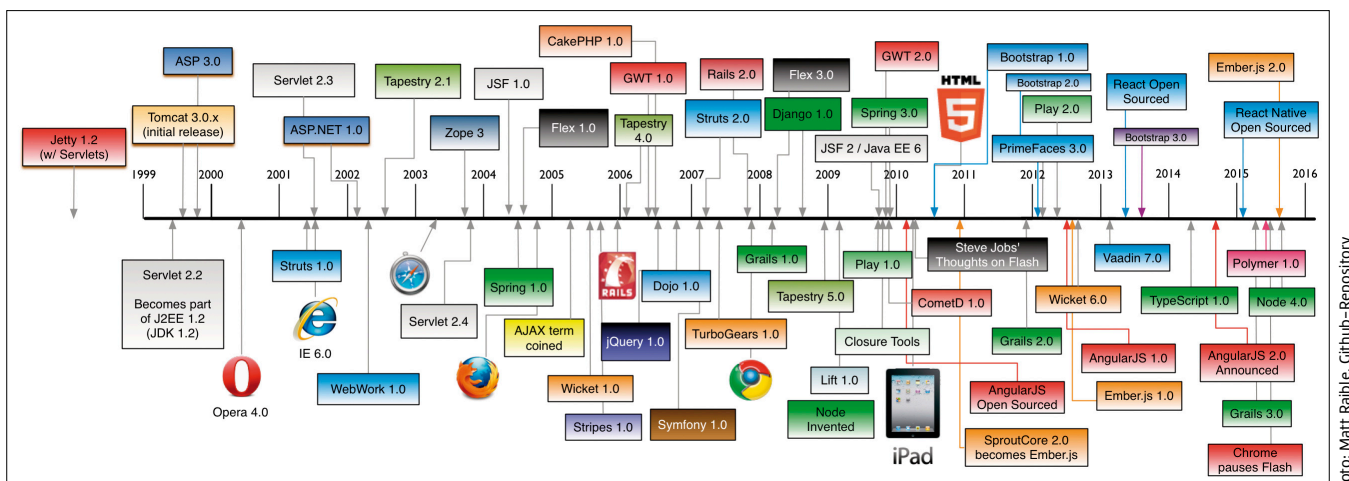 CakePHP 1.0
ASP 3.0
Servlet 2.3
Tapestry 2.1
JSF 1.0
GWT 1.0
Rails 2.0
Flex 3.0
GWT 2.0
HTML
5
Bootstrap 1.0
Bootstrap 2.0
React Open
Sourced
Ember.js 2.0
Jetty 1.2
(w/ Servlets)
Tomcat 3.0.x
(initial release)
ASP.NET 1.0
Zope 3
Flex 1.0
Tapestry
4.0
Struts 2.0
Django 1.0
Spring 3.0
JSF 2 / Java EE 6
Play 2.0
PrimeFaces 3.0
Bootstrap 3.0
React Native
Open Sourced
1999 2000 2001 2002 2003 2004 2005 2006 2007 2008 2009 2010 2011 2012 2013 2014 2015 2016
Servlet 2.2
Becomes part
of J2EE 1.2
(JDK 1.2)
Opera 4.0
Struts 1.0
IE 6.0
WebWork 1.0
Servlet 2.4
Spring 1.0
AJAX term
coined
Wicket 1.0
Stripes 1.0
RAILS
jQuery 1.0
Dojo 1.0
Symfony 1.0
TurboGears 1.0
Grails 1.0
Tapestry 5.0
Lift 1.0
Node
Invented
Play 1.0
Closure Tools
CometD 1.0
iPad
Steve Jobs'
Thoughts on Flash
AngularJS
Open Sourced
SproutCore 2.0
becomes Ember.js
Grails 2.0
Wicket 6.0
Vaadin 7.0
AngularJS 1.0
Ember.js 1.0
TypeScript 1.0
AngularJS 2.0
Announced
Polymer 1.0
Node 4.0
Grails 3.0
Chrome
pauses Flash
oto: Matt Raible, Github-Repository